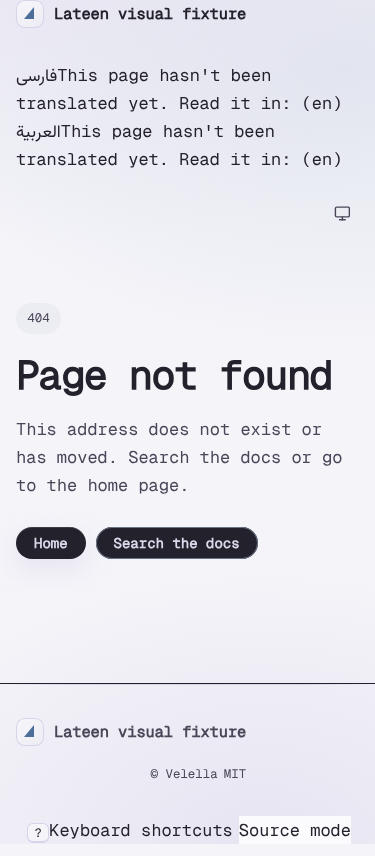 Lateen visual fixture
فارسیThis page hasn't been
translated yet. Read it in: (en)
العربيةThis page hasn't been
translated yet. Read it in: (en)
404
Page not found
This address does not exist or
has moved. Search the docs or go
to the home page.
Home Search the docs
Lateen visual fixture
© Velella MIT
? Keyboard shortcuts Source mode